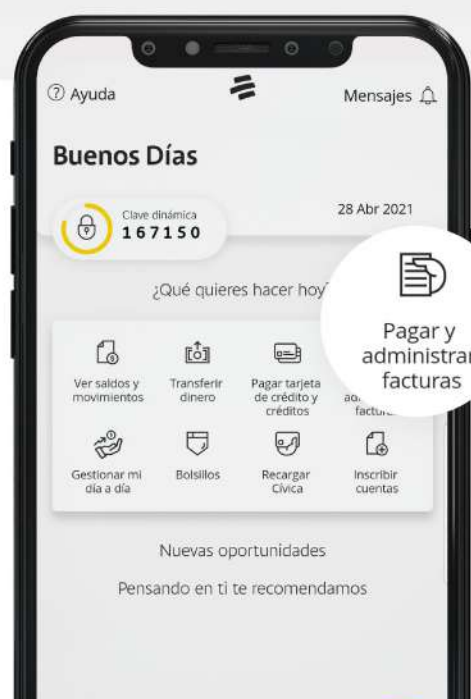 ? Ayuda
Mensajes
Buenos Días
Clave dinámica
167150
28 Abr 2021
¿Qué quieres hacer hoy?
Pagar y
administrar
facturas
Ver saldos y
movimientos
Transferir
dinero
Pagar tarjeta
de crédito y
créditos
Gestionar mi
día a día
Bolsillos
Recargar
Cívica
Inscribir
cuentas
Nuevas oportunidades
Pensando en ti te recomendamos